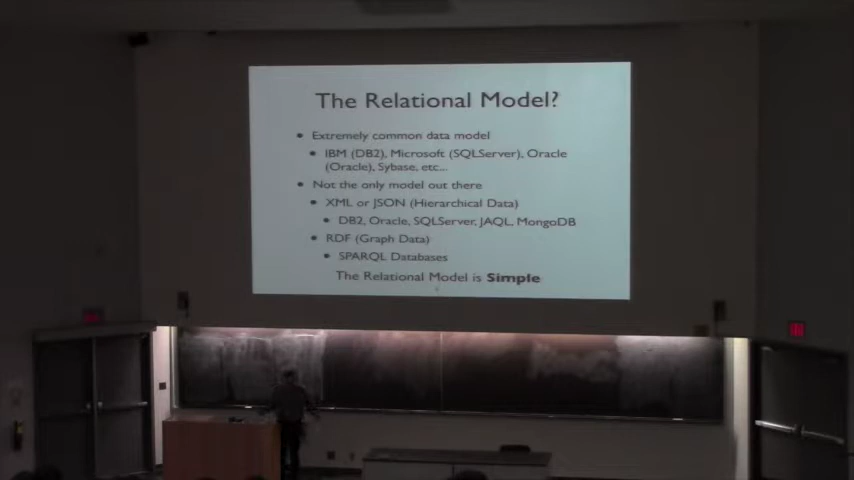 The Relational Model?
• Extremely common data model
• IBM (DB2), Microsoft (SQLServer), Oracle
(Oracle), Sybase, etc...
• Not the only model out there
• XML or JSON (Hierarchical Data)
• DB2, Oracle, SQLServer, JAQL, MongoDB
• RDF (Graph Data)
• SPARQL Databases
The Relational Model is Simple